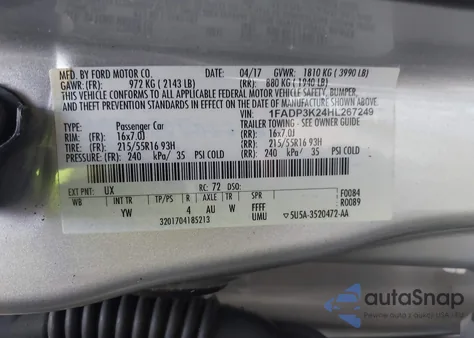 MFD. BY FORD MOTOR CO. DATE: 04/17 GVWR: 1810 KG (3990 LB)
GAWR: (FR): 972 KG (2143 LB) (RR): 880 KG (1940 LB)
THIS VEHICLE CONFORMS TO ALL
APPLICABLE FEDERAL MOTOR VEHICLE SAFETY, BUMPER,
AND THEFT PREVENTION STANDARDS IN EFFECT ON THE
DATE OF MANUFACTURE SHOWN ABOVE.
VIN: 1FADP3K24HL267249
TYPE: Passenger Car TRAILER TOWING - SEE OWNER GUIDE
RIM: (FR): 16x7.0J (RR): 16x7.0J
TIRE: (FR): 215/55R16 93H (RR): 215/55R16 93H
PRESSURE: (FR): 240 kPa/ 35 PSI COLD (RR): 240 kPa/ 35 PSI COLD
EXT PNT: UX RC: 72 DSO: F0084
WB INT TR TP/PS R AXLE TR SPR R0089
YW 4 AU W FFFF
3201704185213 UMU 5U5A-3520472-AA
autoSnap